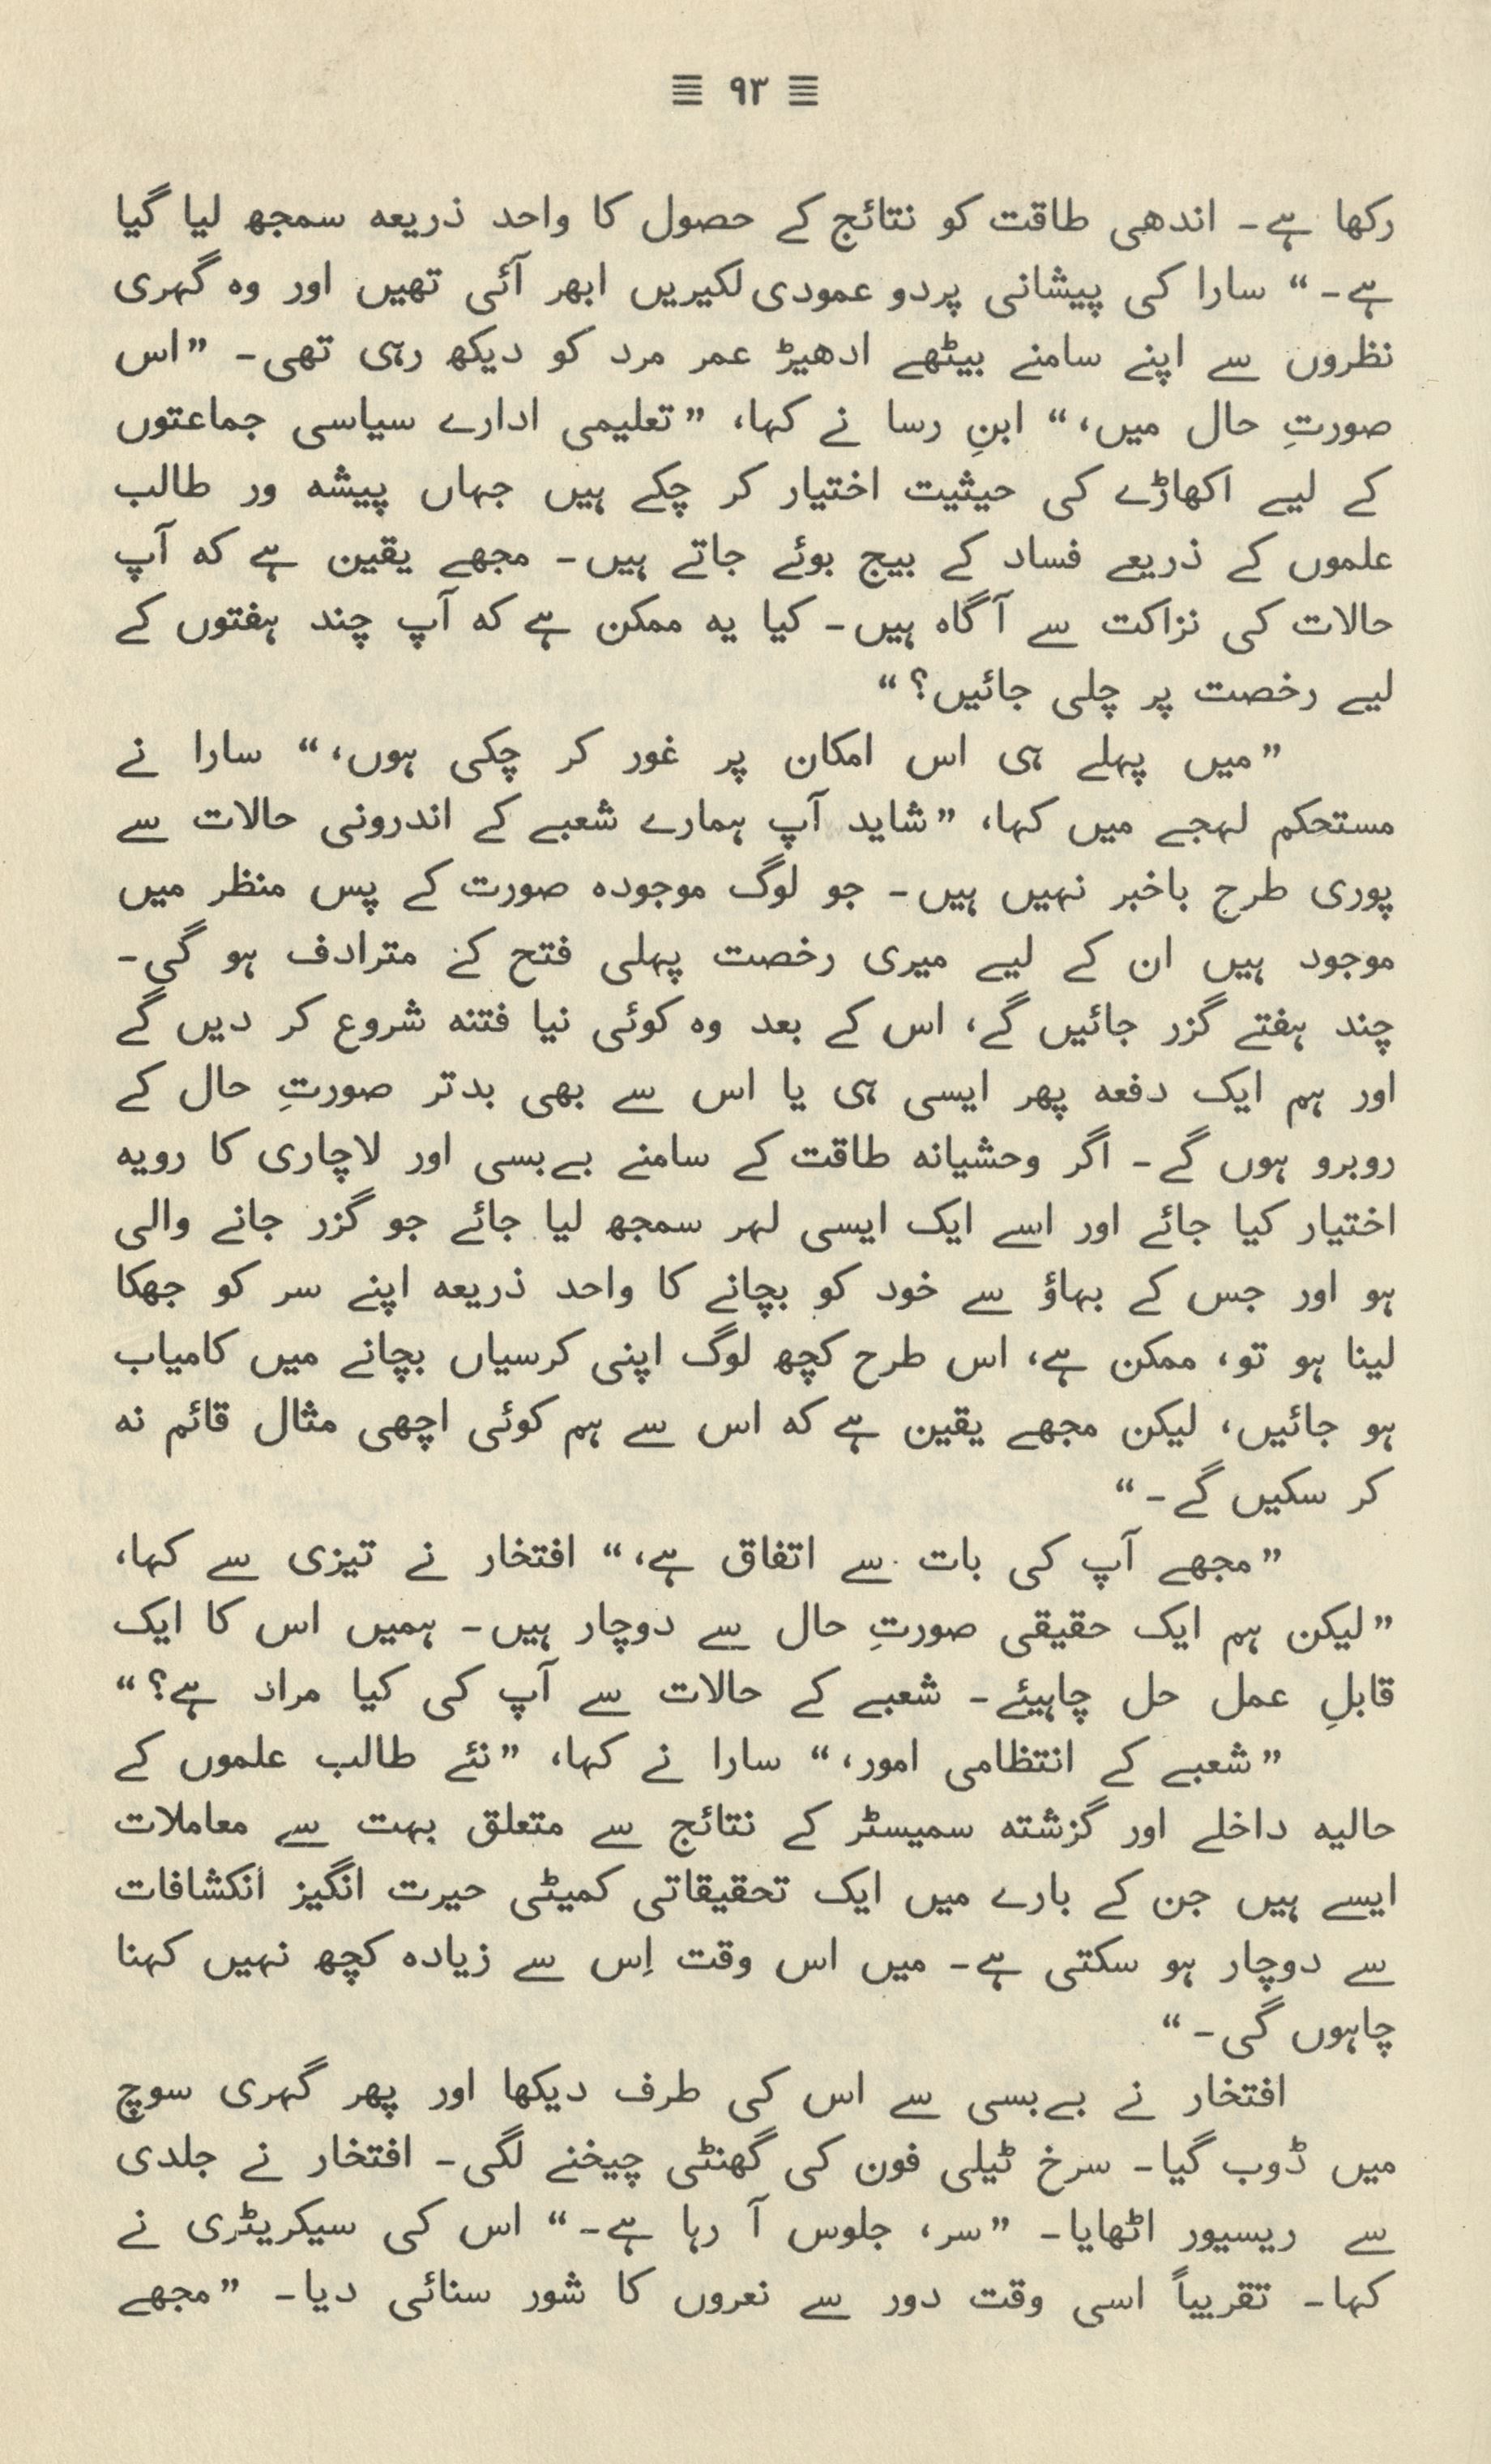 ≡ ۹۳ ≡
رکھا ہے۔ اندھی طاقت کو نتائج کے حصول کا واحد ذریعہ سمجھ لیا گیا
ہے۔“ سارا کی پیشانی پردو عمودی لکیریں ابھر آئی تھیں اور وہ گہری
نظروں سے اپنے سامنے بیٹھے ادھیڑ عمر مرد کو دیکھ رہی تھی۔ ”اس
صورتِ حال میں،“ ابنِ رسا نے کہا، ”تعلیمی ادارے سیاسی جماعتوں
کے لیے اکھاڑے کی حیثیت اختیار کر چکے ہیں جہاں پیشہ ور طالب
علموں کے ذریعے فساد کے بیج بوئے جاتے ہیں۔ مجھے یقین ہے کہ آپ
حالات کی نزاکت سے آگاہ ہیں۔ کیا یہ ممکن ہے کہ آپ چند ہفتوں کے
لیے رخصت پر چلی جائیں؟“
”میں پہلے ہی اس امکان پر غور کر چکی ہوں،“ سارا نے
مستحکم لہجے میں کہا، ”شاید آپ ہمارے شعبے کے اندرونی حالات سے
پوری طرح باخبر نہیں ہیں۔ جو لوگ موجودہ صورت کے پس منظر میں
موجود ہیں ان کے لیے میری رخصت پہلی فتح کے مترادف ہو گی۔
چند ہفتے گزر جائیں گے، اس کے بعد وہ کوئی نیا فتنہ شروع کر دیں گے
اور ہم ایک دفعہ پھر ایسی ہی یا اس سے بھی بدتر صورتِ حال کے
روبرو ہوں گے۔ اگر وحشیانہ طاقت کے سامنے بےبسی اور لاچاری کا رویہ
اختیار کیا جائے اور اسے ایک ایسی لہر سمجھ لیا جائے جو گزر جانے والی
ہو اور جس کے بہاؤ سے خود کو بچانے کا واحد ذریعہ اپنے سر کو جھکا
لینا ہو تو، ممکن ہے، اس طرح کچھ لوگ اپنی کرسیاں بچانے میں کامیاب
ہو جائیں، لیکن مجھے یقین ہے کہ اس سے ہم کوئی اچھی مثال قائم نہ
کر سکیں گے۔“
”مجھے آپ کی بات سے اتفاق ہے،“ افتخار نے تیزی سے کہا،
”لیکن ہم ایک حقیقی صورتِ حال سے دوچار ہیں۔ ہمیں اس کا ایک
قابلِ عمل حل چاہیئے۔ شعبے کے حالات سے آپ کی کیا مراد ہے؟“
”شعبے کے انتظامی امور،“ سارا نے کہا، ”نئے طالب علموں کے
حالیہ داخلے اور گزشتہ سمیسٹر کے نتائج سے متعلق بہت سے معاملات
ایسے ہیں جن کے بارے میں ایک تحقیقاتی کمیٹی حیرت انگیز انکشافات
سے دوچار ہو سکتی ہے۔ میں اس وقت اِس سے زیادہ کچھ نہیں کہنا
چاہوں گی۔“
افتخار نے بےبسی سے اس کی طرف دیکھا اور پھر گہری سوچ
میں ڈوب گیا۔ سرخ ٹیلی فون کی گھنٹی چیخنے لگی۔ افتخار نے جلدی
سے ریسیور اٹھایا۔ ”سر، جلوس آ رہا ہے۔“ اس کی سیکریٹری نے
کہا۔ تقریباً اسی وقت دور سے نعروں کا شور سنائی دیا۔ ”مجھے